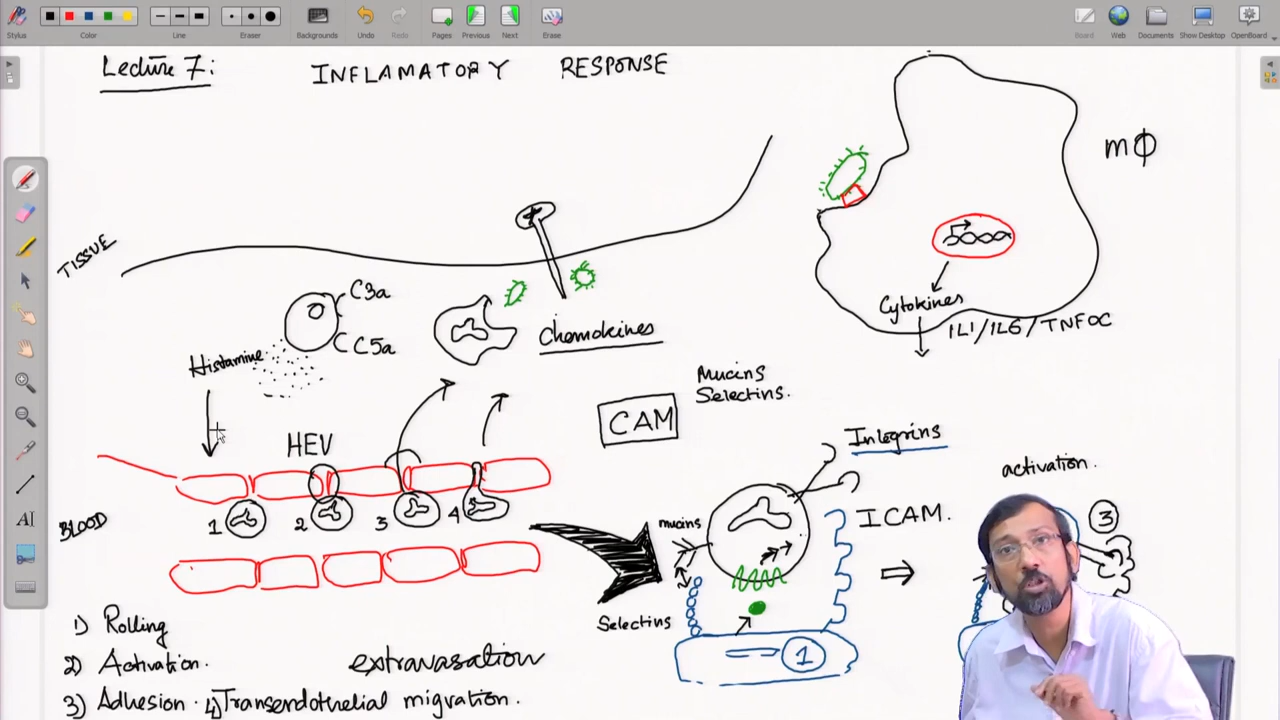 Stylus
Color
Line
Eraser
Backgrounds
Undo
Redo
Pages
Previous
Next
Erase
Board
Web
Documents
Show Desktop
OpenBoard
Lecture 7: INFLAMATORY RESPONSE
mΦ
TISSUE
C3a
C5a
Histamine
Chemokines
Cytokines
IL1/IL6/TNFα
Mucins
Selectins.
CAM
HEV
Integrins
activation.
BLOOD
1
2
3
4
mucins
ICAM.
3
Selectins
1
1) Rolling
2) Activation.
extravasation
3) Adhesion. 4) Transendothelial migration.